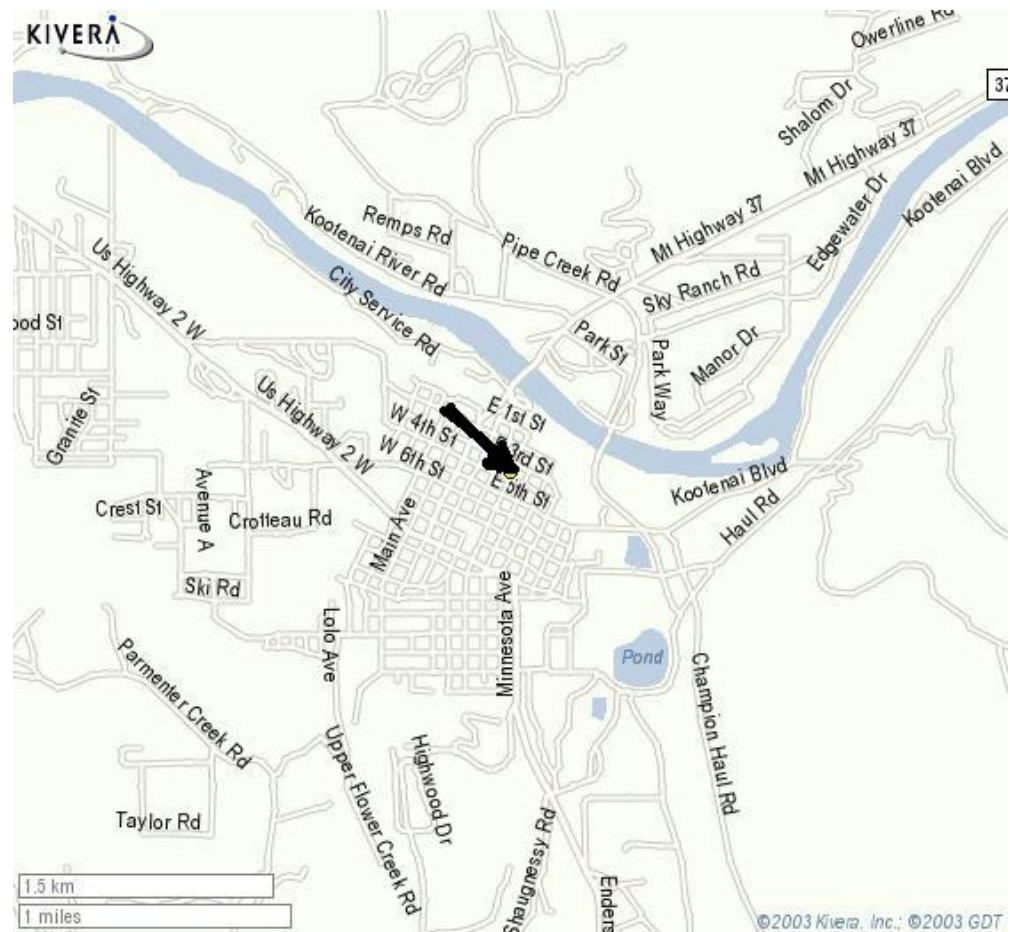 KIVERA
Owerline Rd
37
Shalom Dr
Mt Highway 37
Kootenai Blvd
Remps Rd
Kootenai River Rd
Pipe Creek Rd
Mt Highway 37
Edgewater Dr
Us Highway 2 W
City Service Rd
Sky Ranch Rd
ood St
Park St
Park Way
Manor Dr
Granite St
Us Highway 2 W
W 4th St
E 1st St
W 6th St
3rd St
E 5th St
Kootenai Blvd
Haul Rd
Avenue A
Crest St
Crotteau Rd
Main Ave
Ski Rd
Lolo Ave
Minnesota Ave
Pond
Parmenter Creek Rd
Champion Haul Rd
Upper Flower Creek Rd
Highwood Dr
Taylor Rd
Shaugnessy Rd
Enders
1.5 km
1 miles
©2003 Kivera, Inc.; ©2003 GDT